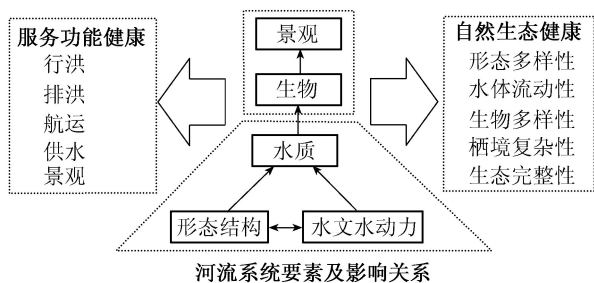 服务功能健康
行洪
排洪
航运
供水
景观
景观
生物
水质
形态结构
水文水动力
自然生态健康
形态多样性
水体流动性
生物多样性
栖境复杂性
生态完整性
河流系统要素及影响关系